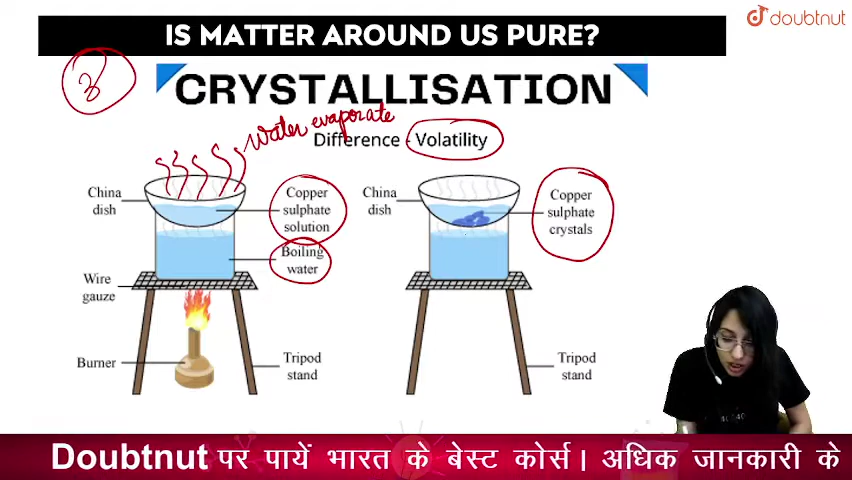 doubtnut
IS MATTER AROUND US PURE?
3
CRYSTALLISATION
water evaporate
Difference - Volatility
China
dish
Copper
sulphate
solution
Boiling
water
Wire
gauze
Burner
Tripod
stand
China
dish
Copper
sulphate
crystals
Tripod
stand
Doubtnut पर पायें भारत के बेस्ट कोर्स। अधिक जानकारी के